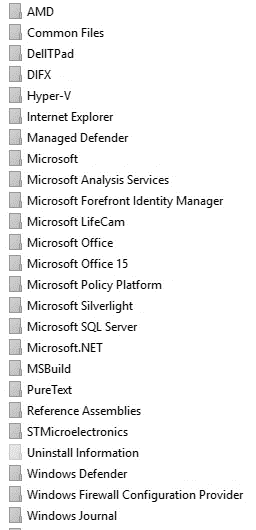 AMD
Common Files
DellTPad
DIFX
Hyper-V
Internet Explorer
Managed Defender
Microsoft
Microsoft Analysis Services
Microsoft Forefront Identity Manager
Microsoft LifeCam
Microsoft Office
Microsoft Office 15
Microsoft Policy Platform
Microsoft Silverlight
Microsoft SQL Server
Microsoft.NET
MSBuild
PureText
Reference Assemblies
STMicroelectronics
Uninstall Information
Windows Defender
Windows Firewall Configuration Provider
Windows Journal